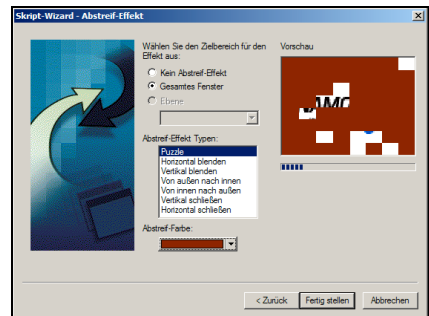 Skript-Wizard - Abstreif-Effekt
Wählen Sie den Zielbereich für den
Effekt aus:
Kein Abstreif-Effekt
Gesamtes Fenster
Ebene
Abstreif-Effekt Typen:
Puzzle
Horizontal blenden
Vertikal blenden
Von außen nach innen
Von innen nach außen
Vertikal schließen
Horizontal schließen
Abstreif-Farbe:
Vorschau
< Zurück
Fertig stellen
Abbrechen